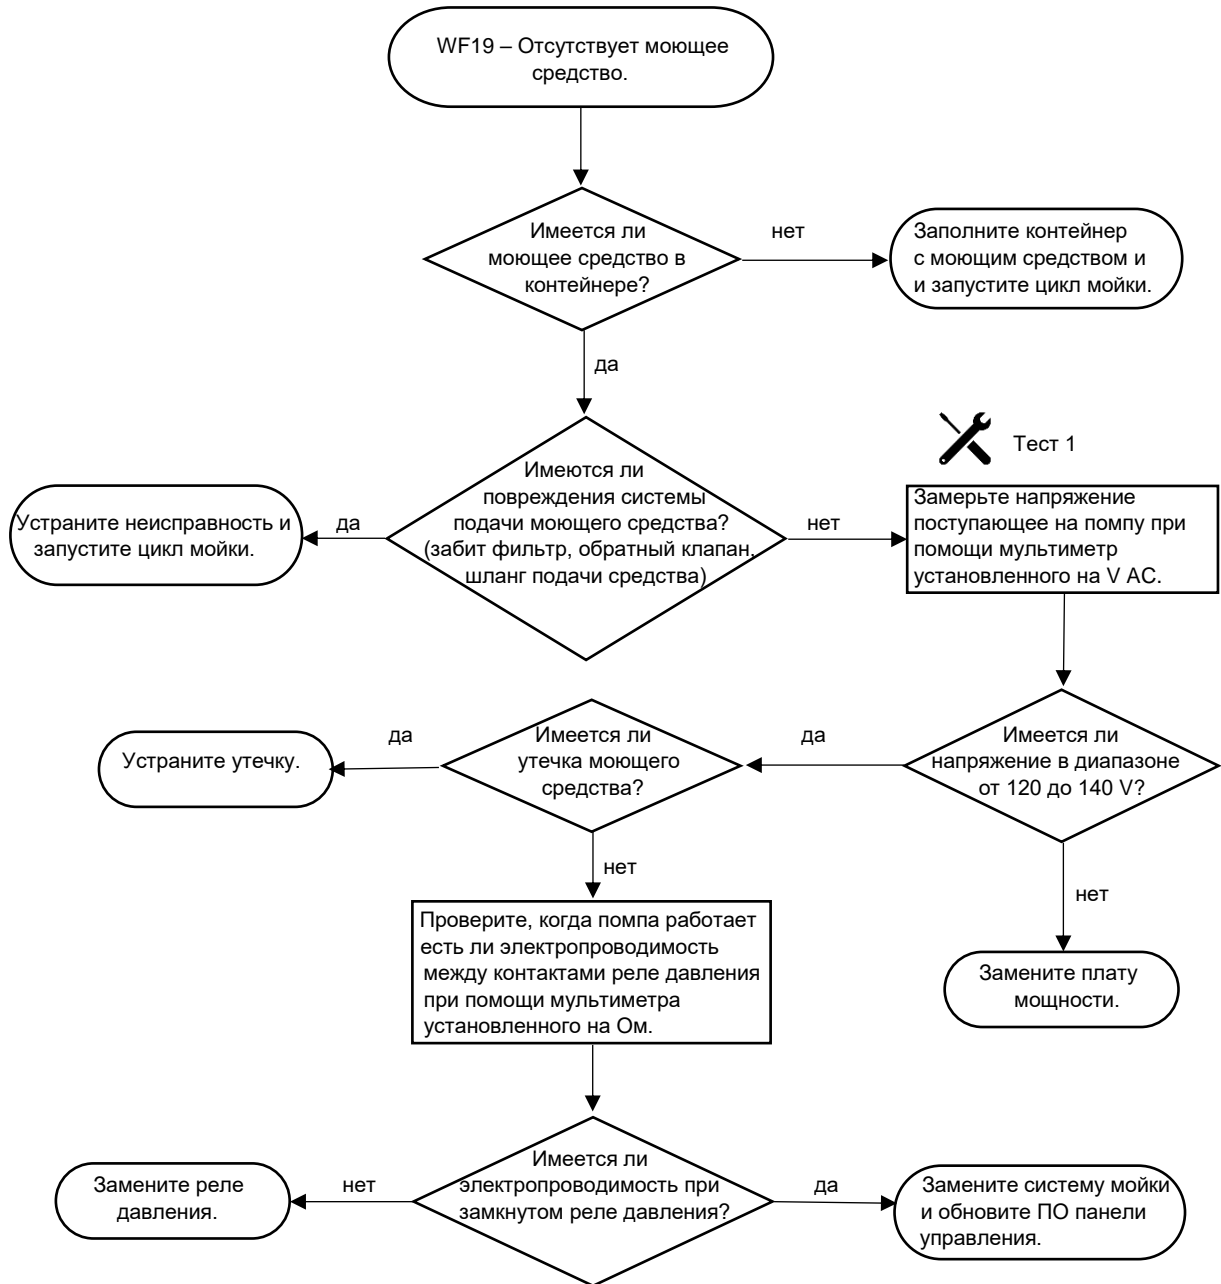 WF19 – Отсутствует моющее
средство.
Имеется ли
моющее средство в
контейнере?
нет
Заполните контейнер
с моющим средством и
и запустите цикл мойки.
да
Тест 1
Имеются ли
повреждения системы
подачи моющего средства?
(забит фильтр, обратный клапан,
шланг подачи средства)
да
Устраните неисправность и
запустите цикл мойки.
нет
Замерьте напряжение
поступающее на помпу при
помощи мультиметр
установленного на V AC.
Имеется ли
напряжение в диапазоне
от 120 до 140 V?
да
Имеется ли
утечка моющего
средства?
да
Устраните утечку.
нет
Замените плату
мощности.
нет
Проверите, когда помпа работает
есть ли электропроводимость
между контактами реле давления
при помощи мультиметра
установленного на Ом.
Имеется ли
электропроводимость при
замкнутом реле давления?
нет
Замените реле
давления.
да
Замените систему мойки
и обновите ПО панели
управления.